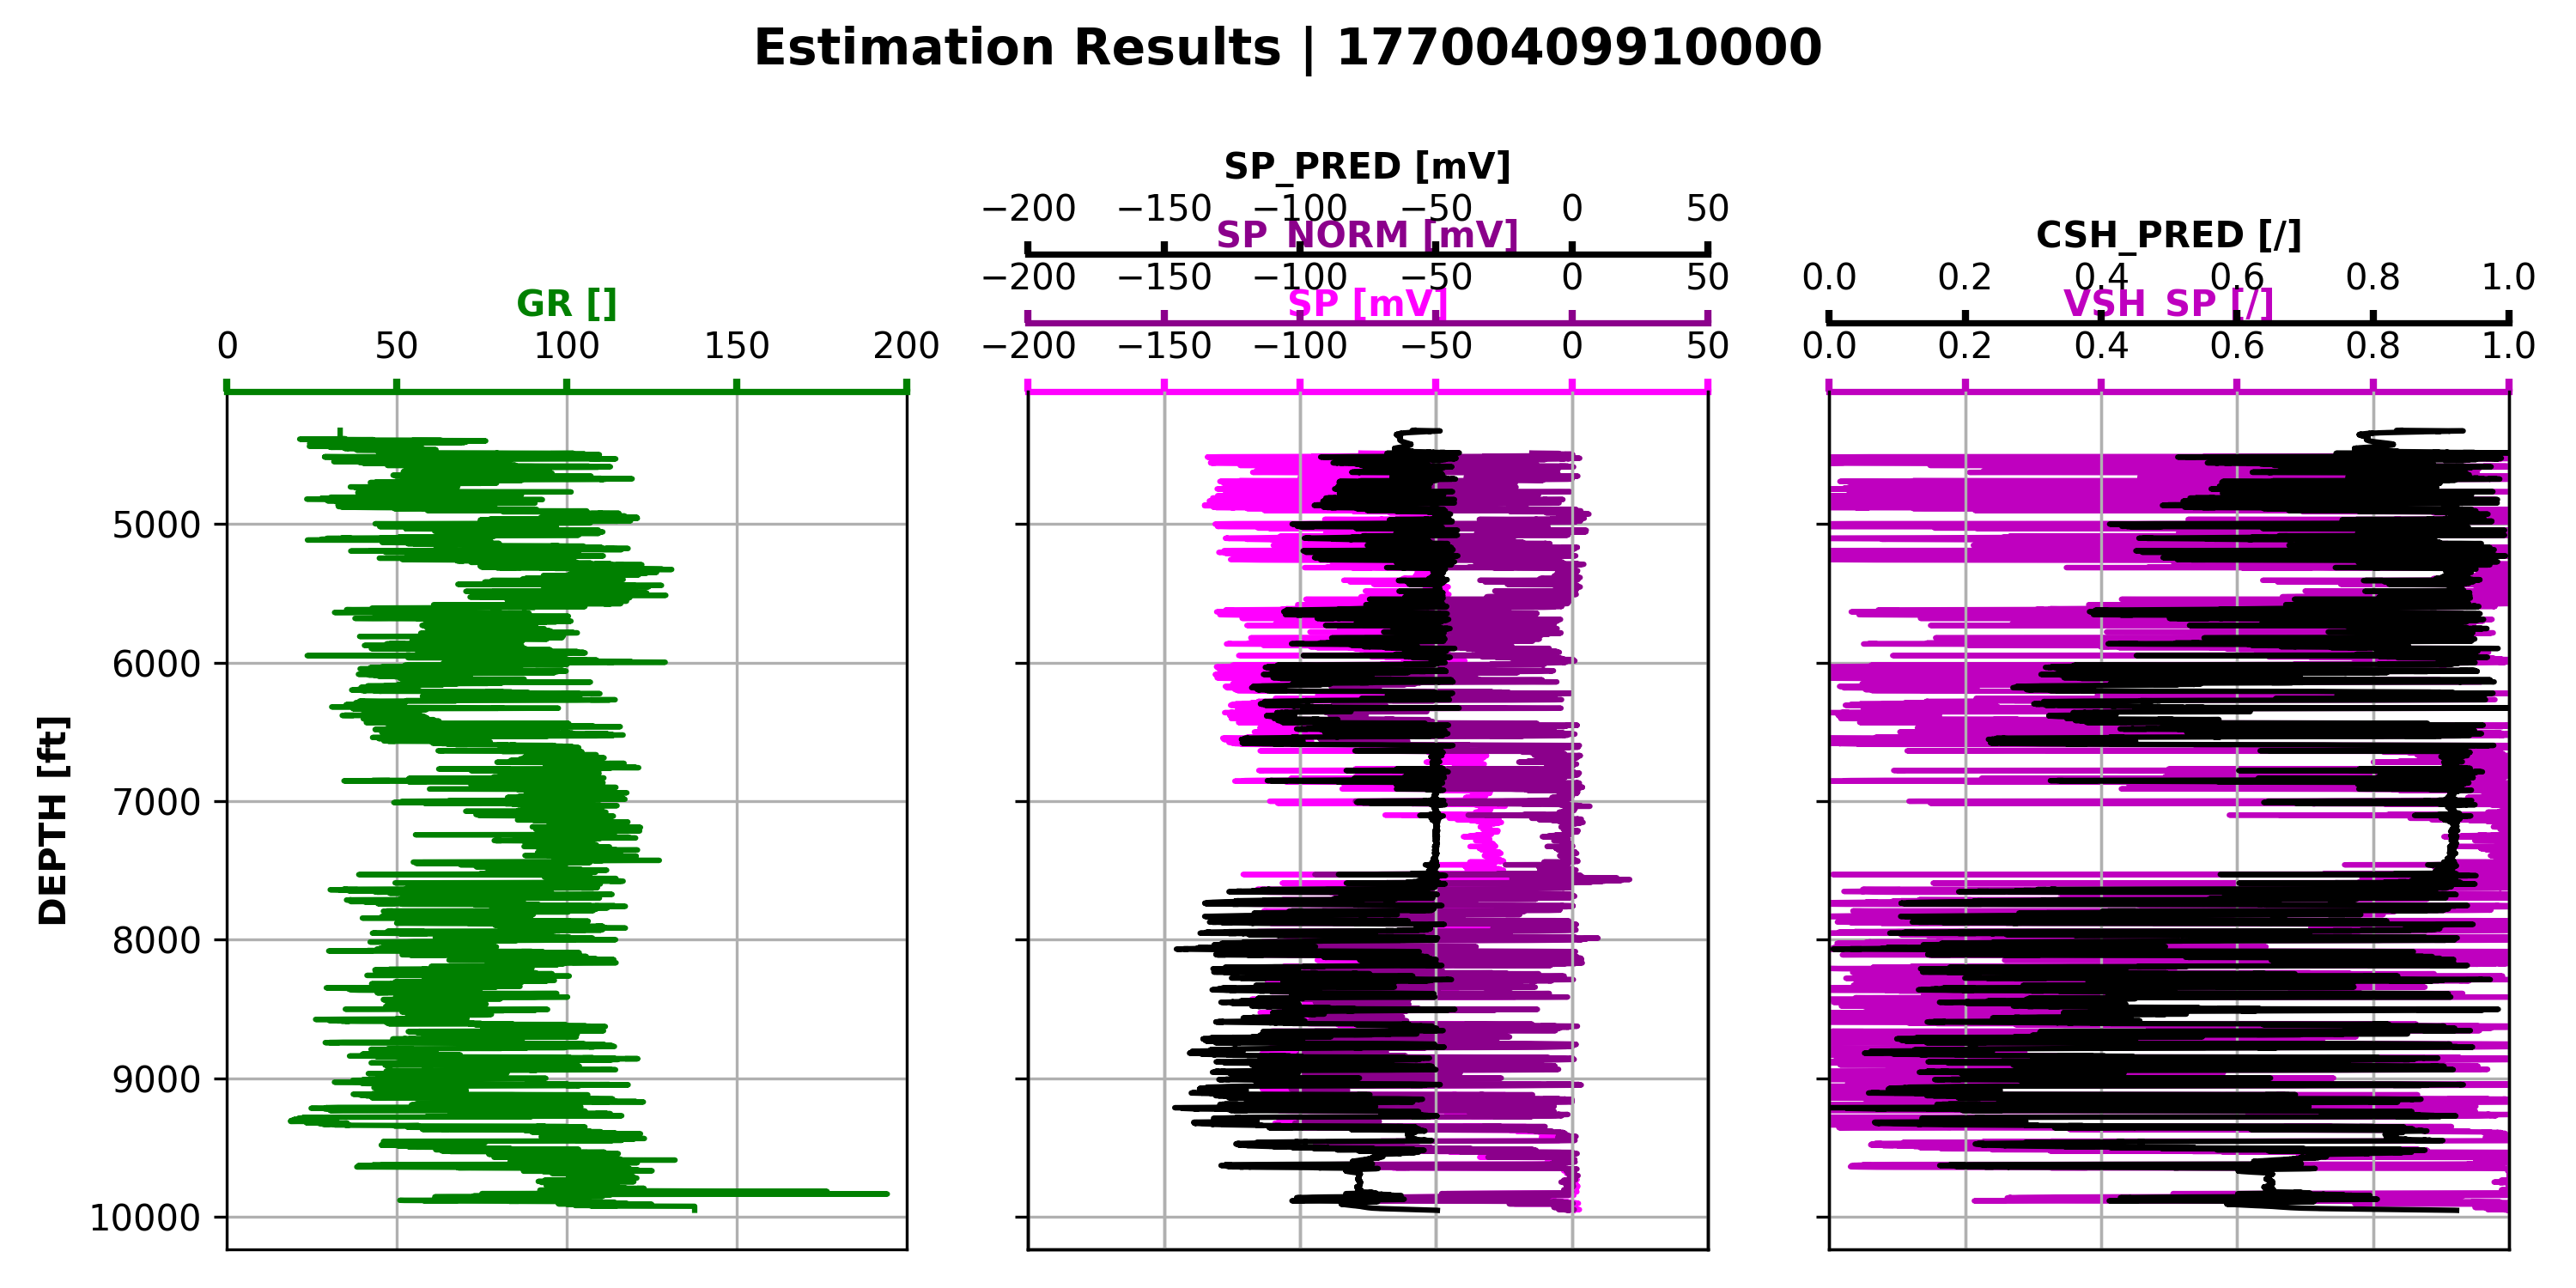 Estimation Results | 17700409910000
SP_PRED [mV]
−200 −150 −100 −50 0 50
SP_NORM [mV]
CSH_PRED [/]
−200 −150 −100 −50 0 50
0.0 0.2 0.4 0.6 0.8 1.0
GR []
SP [mV]
VSH_SP [/]
0 50 100 150 200
−200 −150 −100 −50 0 50
0.0 0.2 0.4 0.6 0.8 1.0
DEPTH [ft]
5000
6000
7000
8000
9000
10000